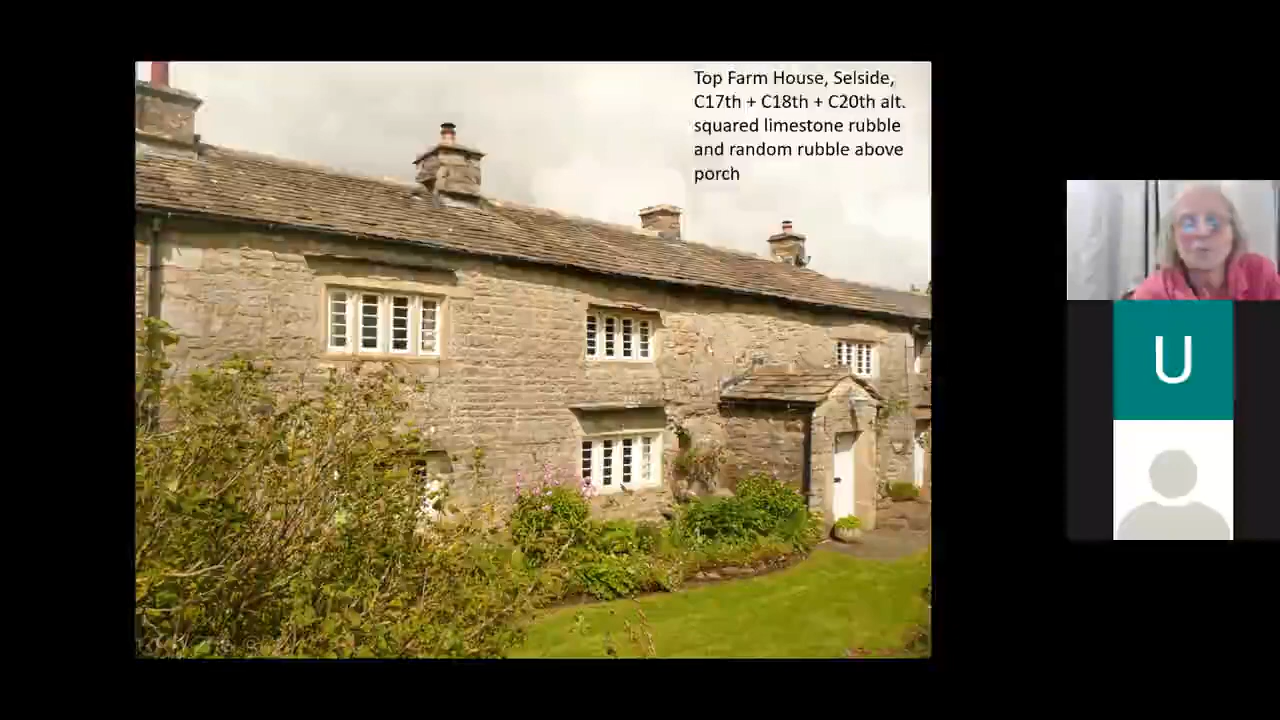 Top Farm House, Selside,
C17th + C18th + C20th alt.
squared limestone rubble
and random rubble above
porch
U